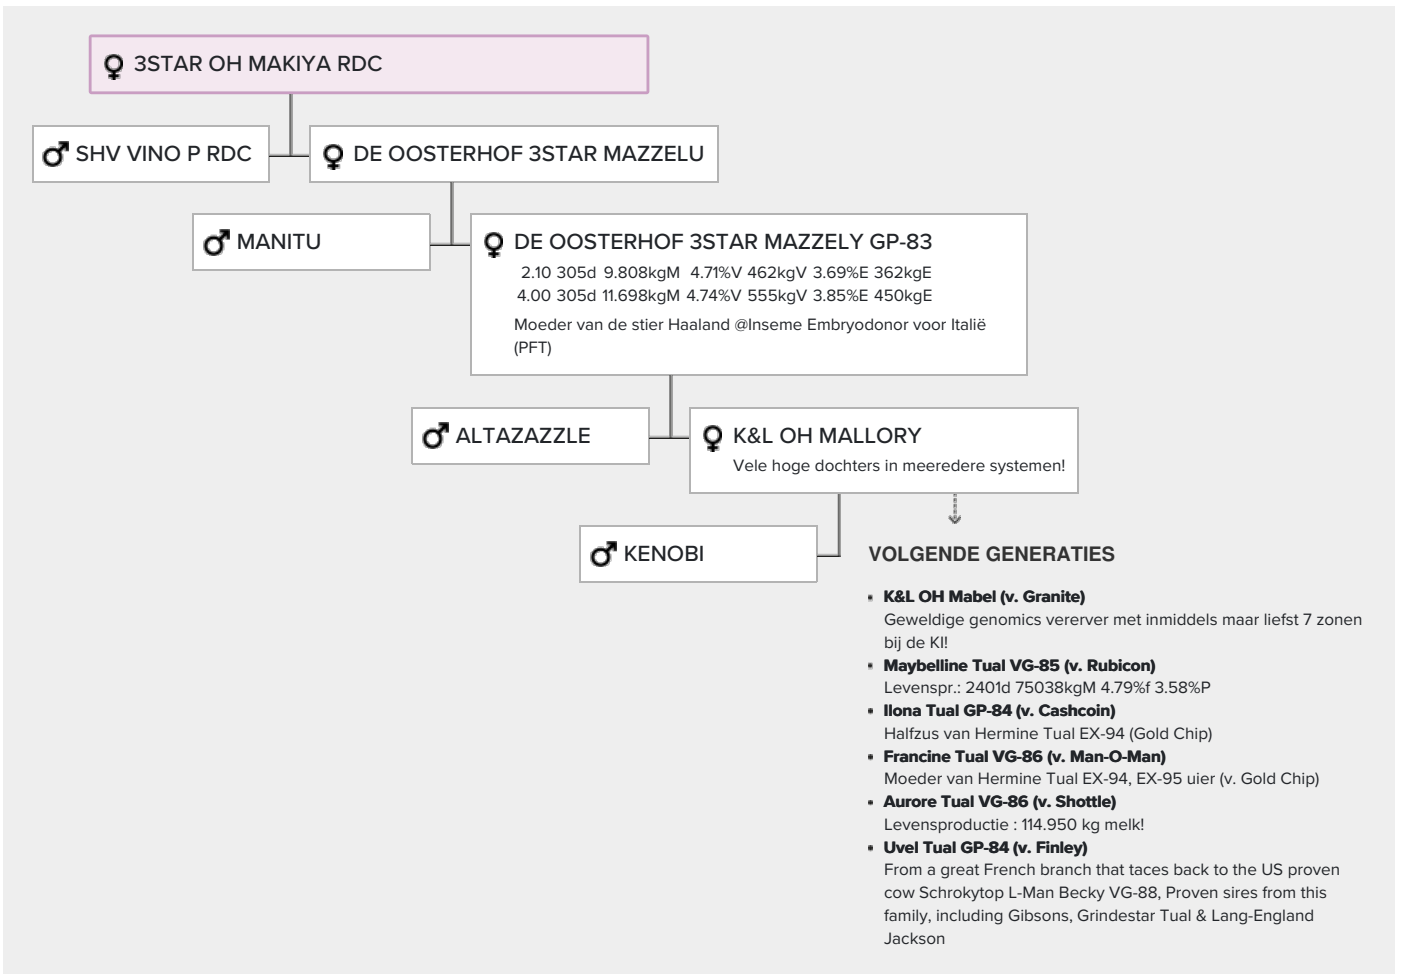 3STAR OH MAKIYA RDC
SHV VINO P RDC
DE OOSTERHOF 3STAR MAZZELU
MANITU
DE OOSTERHOF 3STAR MAZZELY GP-83
2.10 305d 9.808kgM 4.71%V 462kgV 3.69%E 362kgE
4.00 305d 11.698kgM 4.74%V 555kgV 3.85%E 450kgE
Moeder van de stier Haaland @Inseme Embryodonor voor Italië
(PFT)
ALTAZAZZLE
K&L OH MALLORY
Vele hoge dochters in meeredere systemen!
KENOBI
VOLGENDE GENERATIES
• K&L OH Mabel (v. Granite)
Geweldige genomics vererver met inmiddels maar liefst 7 zonen
bij de KI!
• Maybelline Tual VG-85 (v. Rubicon)
Levenspr.: 2401d 75038kgM 4.79%f 3.58%P
• Ilona Tual GP-84 (v. Cashcoin)
Halfzus van Hermine Tual EX-94 (Gold Chip)
• Francine Tual VG-86 (v. Man-O-Man)
Moeder van Hermine Tual EX-94, EX-95 uier (v. Gold Chip)
• Aurore Tual VG-86 (v. Shottle)
Levensproductie : 114.950 kg melk!
• Uvel Tual GP-84 (v. Finley)
From a great French branch that taces back to the US proven
cow Schrokytop L-Man Becky VG-88, Proven sires from this
family, including Gibsons, Grindestar Tual & Lang-England
Jackson